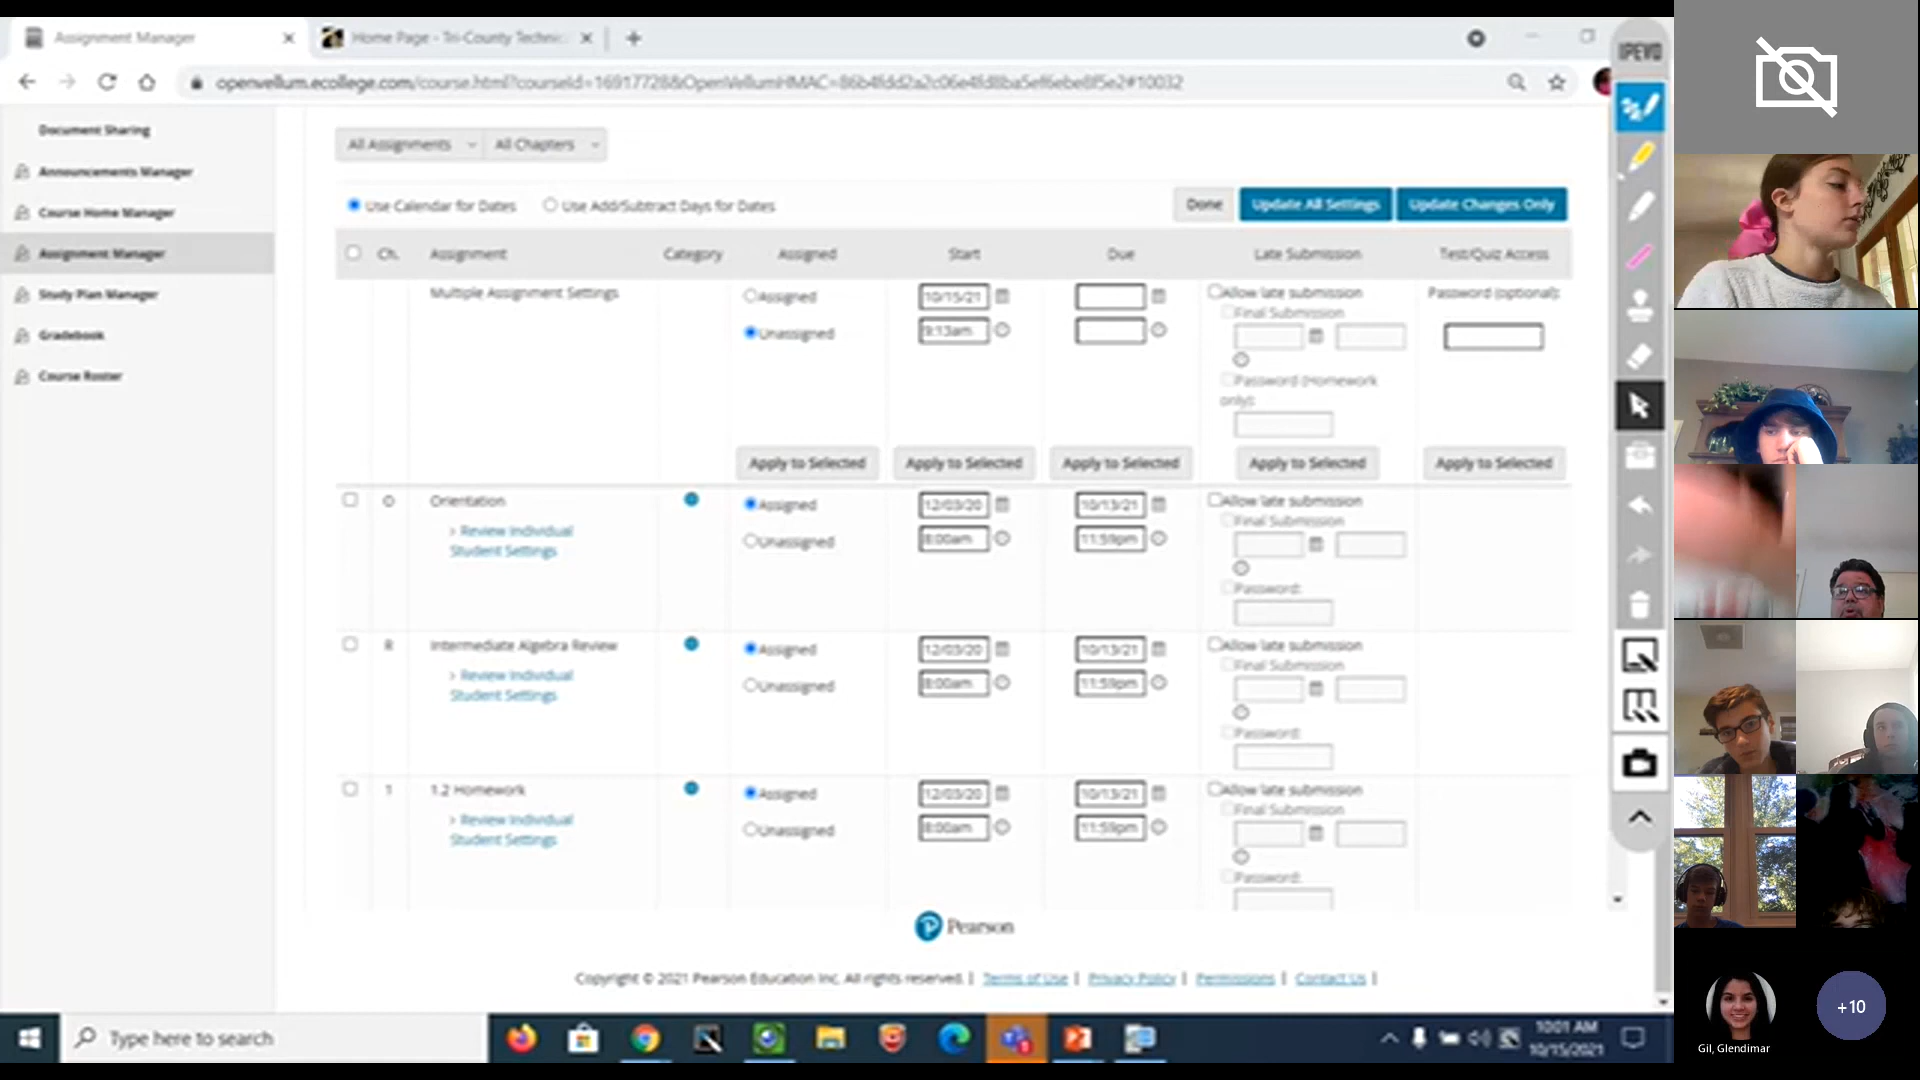 Assignment Manager
Home Page - Tri-County Technic
IPEVO
openvellum.ecollege.com/course.html?courseId=16917728&OpenVellumHMAC=86b4fdd2a2c06e4fd8ba5ef6ebe8f5e2#10032
Document Sharing
Announcements Manager
Course Home Manager
Assignment Manager
Study Plan Manager
Gradebook
Course Roster
All Assignments
All Chapters
Use Calendar for Dates
Use Add/Subtract Days for Dates
Done
Update All Settings
Update Changes Only
Ch. Assignment Category Assigned Start Due Late Submission Test/Quiz Access
Multiple Assignment Settings
Assigned
Unassigned
10/15/21
9:13am
Allow late submission
Final Submission
Password (Homework
only):
Password (optional):
Apply to Selected Apply to Selected Apply to Selected Apply to Selected Apply to Selected
O Orientation
> Review Individual
Student Settings
Assigned
Unassigned
12/03/20
8:00am
10/13/21
11:59pm
Allow late submission
Final Submission
Password:
R Intermediate Algebra Review
> Review Individual
Student Settings
Assigned
Unassigned
12/03/20
8:00am
10/13/21
11:59pm
Allow late submission
Final Submission
Password:
1 1.2 Homework
> Review Individual
Student Settings
Assigned
Unassigned
12/03/20
8:00am
10/13/21
11:59pm
Allow late submission
Final Submission
Password:
Pearson
Copyright © 2021 Pearson Education Inc. All rights reserved. | Terms of Use | Privacy Policy | Permissions | Contact Us |
Type here to search
10:01 AM
10/15/2021
Gil, Glendimar
+10